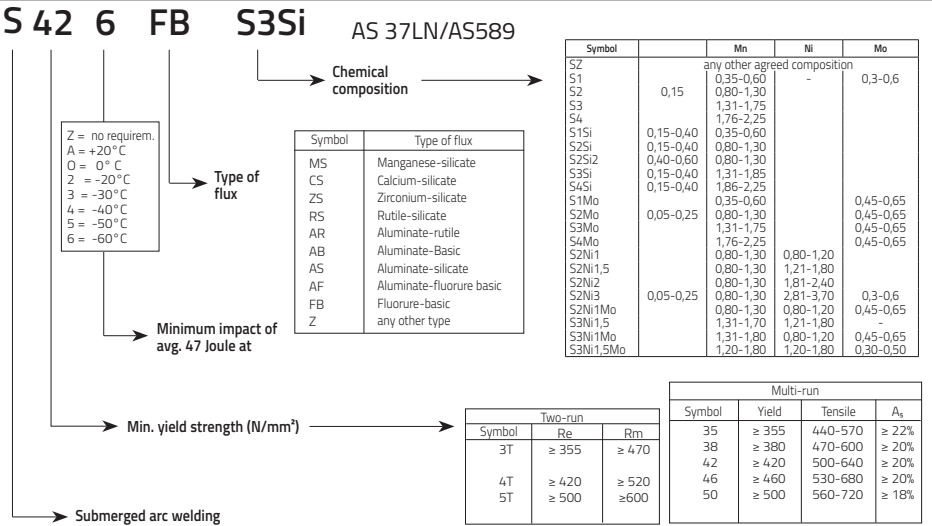 S 42 6 FB S3Si AS 37LN/AS589
Chemical
composition
Symbol Mn Ni Mo
SZ any other agreed composition
S1 0,35-0,60 - 0,3-0,6
S2 0,15 0,80-1,30
S3 1,31-1,75
S4 1,76-2,25
S1Si 0,15-0,40 0,35-0,60
S2Si 0,15-0,40 0,80-1,30
S2Si2 0,40-0,60 0,80-1,30
S3Si 0,15-0,40 1,31-1,85
S4Si 0,15-0,40 1,86-2,25
S1Mo 0,35-0,60 0,45-0,65
S2Mo 0,05-0,25 0,80-1,30 0,45-0,65
S3Mo 1,31-1,75 0,45-0,65
S4Mo 1,76-2,25 0,45-0,65
S2Ni1 0,80-1,30 0,80-1,20
S2Ni1,5 0,80-1,30 1,21-1,80
S2Ni2 0,80-1,30 1,81-2,40
S2Ni3 0,05-0,25 0,80-1,30 2,81-3,70 0,3-0,6
S2Ni1Mo 0,80-1,30 0,80-1,20 0,45-0,65
S3Ni1,5 1,31-1,70 1,21-1,80 -
S3Ni1Mo 1,31-1,80 0,80-1,20 0,45-0,65
S3Ni1,5Mo 1,20-1,80 1,20-1,80 0,30-0,50
Z = no requirem.
A = +20°C
0 = 0° C
2 = -20°C
3 = -30°C
4 = -40°C
5 = -50°C
6 = -60°C
Type of
flux
Symbol Type of flux
MS Manganese-silicate
CS Calcium-silicate
ZS Zirconium-silicate
RS Rutile-silicate
AR Aluminate-rutile
AB Aluminate-Basic
AS Aluminate-silicate
AF Aluminate-fluorure basic
FB Fluorure-basic
Z any other type
Minimum impact of
avg. 47 Joule at
Min. yield strength (N/mm²)
Two-run
Symbol Re Rm
3T ≥ 355 ≥ 470
4T ≥ 420 ≥ 520
5T ≥ 500 ≥600
Multi-run
Symbol Yield Tensile A₅
35 ≥ 355 440-570 ≥ 22%
38 ≥ 380 470-600 ≥ 20%
42 ≥ 420 500-640 ≥ 20%
46 ≥ 460 530-680 ≥ 20%
50 ≥ 500 560-720 ≥ 18%
Submerged arc welding